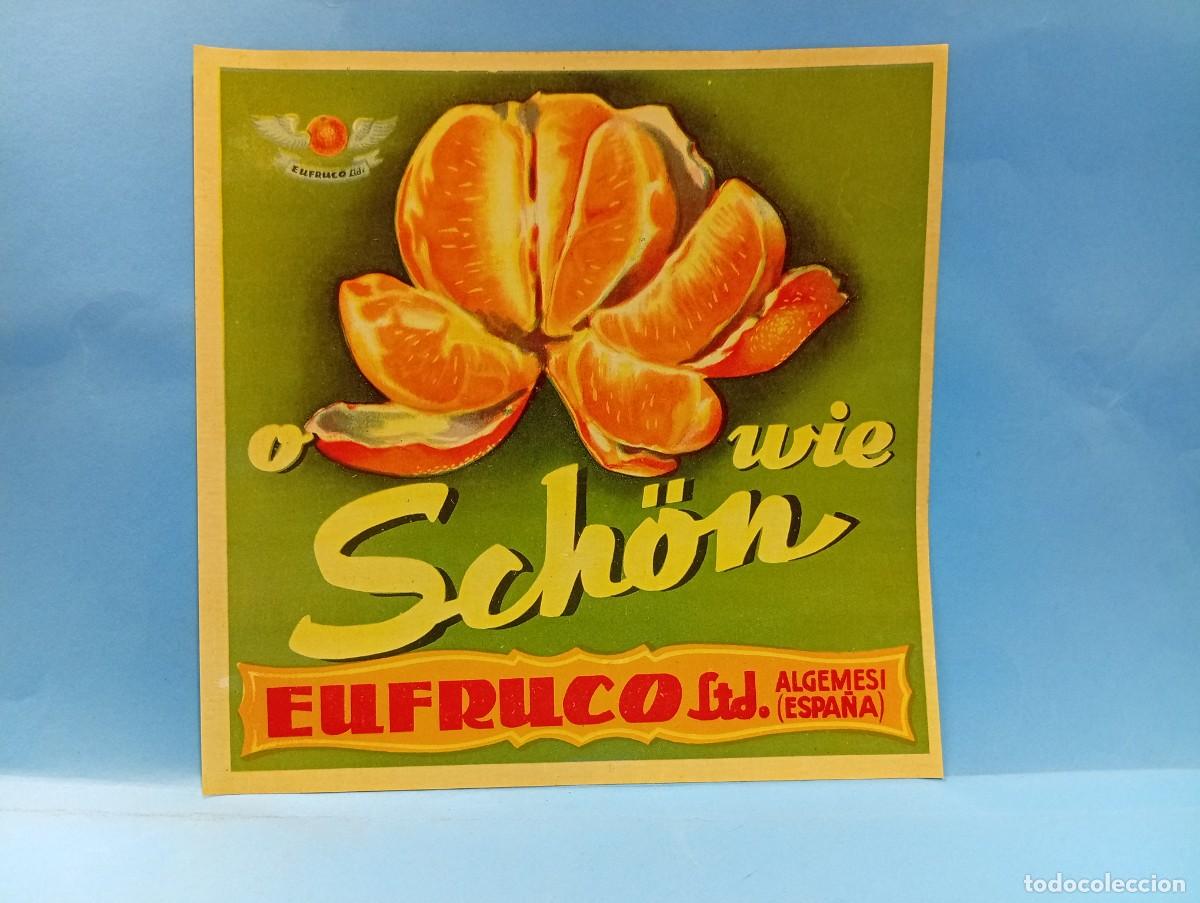 EUFRUCO Ltd.
o wie
Schön
EUFRUCO Ltd. ALGEMESI
(ESPAÑA)
todocoleccion